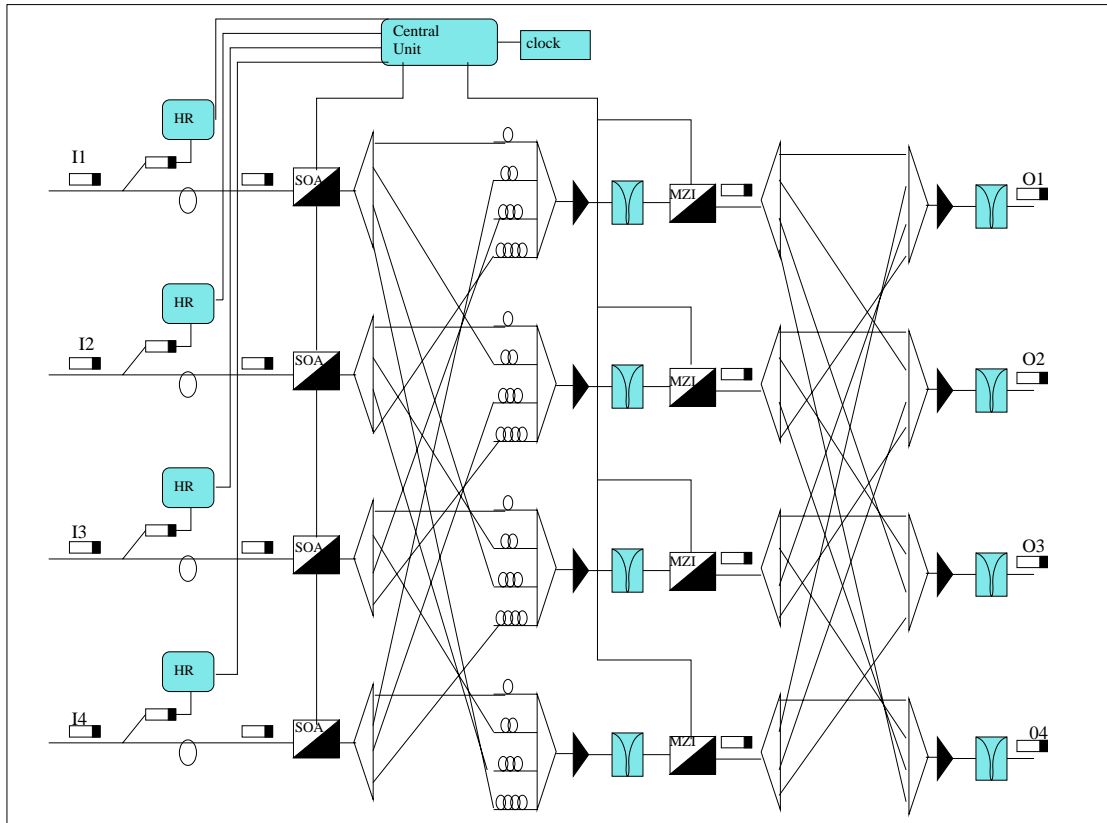 Central
Unit
clock
HR
I1
SOA
MZI
O1
HR
I2
SOA
MZI
O2
HR
I3
SOA
MZI
O3
HR
I4
SOA
MZI
04